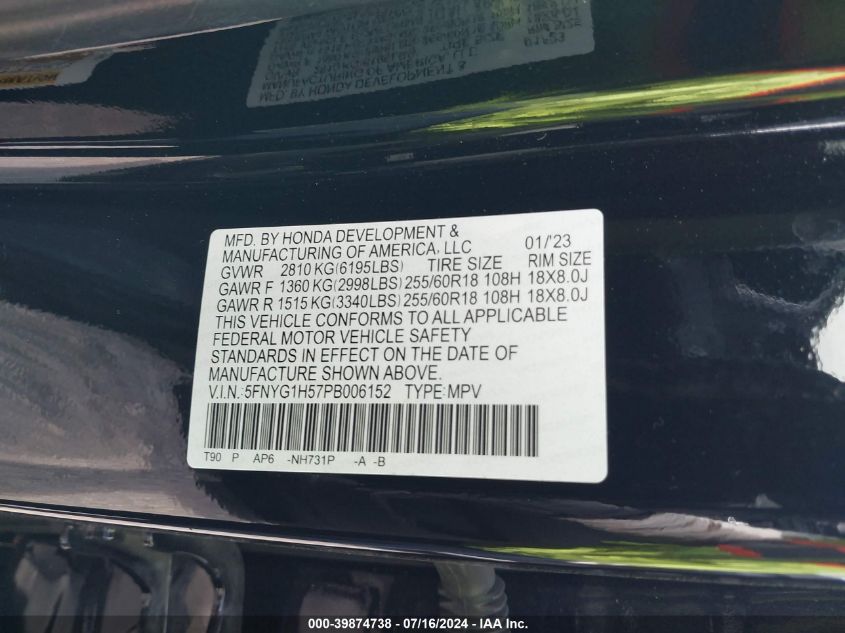 MFD. BY HONDA DEVELOPMENT &
MANUFACTURING OF AMERICA, LLC 01/'23
GVWR 2810 KG(6195LBS) TIRE SIZE RIM SIZE
GAWR F 1360 KG(2998LBS) 255/60R18 108H 18X8.0J
GAWR R 1515 KG(3340LBS) 255/60R18 108H 18X8.0J
THIS VEHICLE CONFORMS TO ALL APPLICABLE
FEDERAL MOTOR VEHICLE SAFETY
STANDARDS IN EFFECT ON THE DATE OF
MANUFACTURE SHOWN ABOVE.
V.I.N.:5FNYG1H57PB006152 TYPE:MPV
T90 P AP6 -NH731P -A -B
000-39874738 - 07/16/2024 - IAAI Inc.